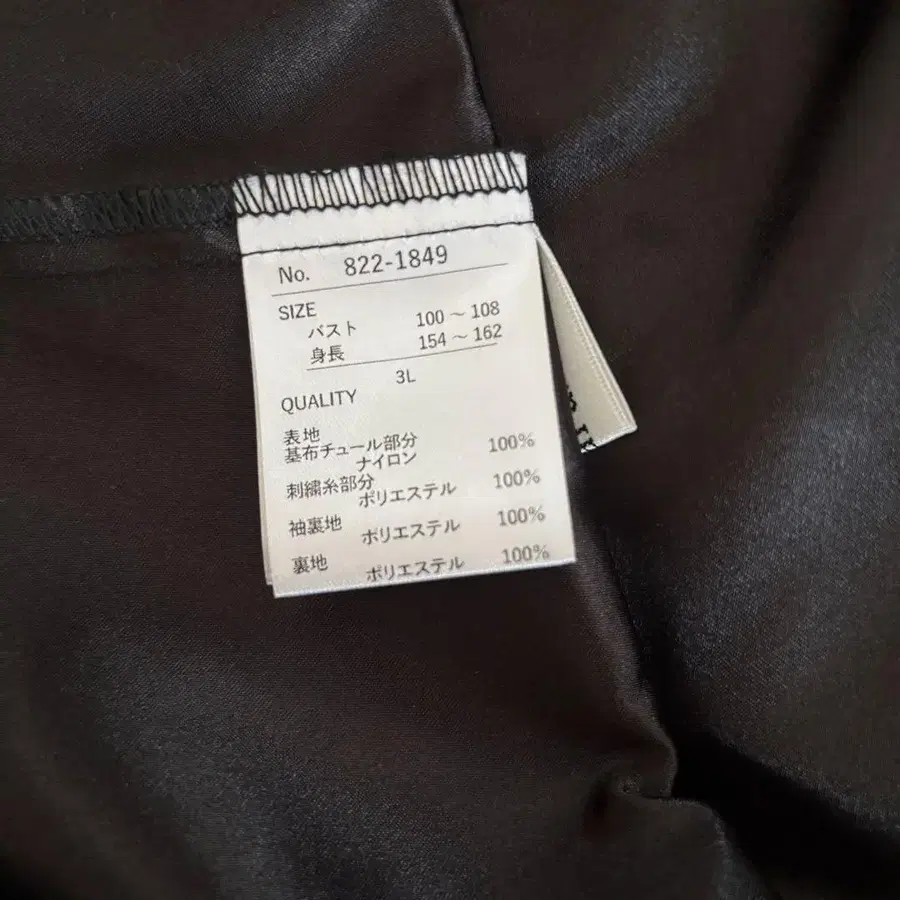 No. 822-1849
SIZE
バスト 100～108
身長 154～162
3L
QUALITY
表地
基布チュール部分
ナイロン 100%
刺繍糸部分
ポリエステル 100%
袖裏地
ポリエステル 100%
裏地
ポリエステル 100%